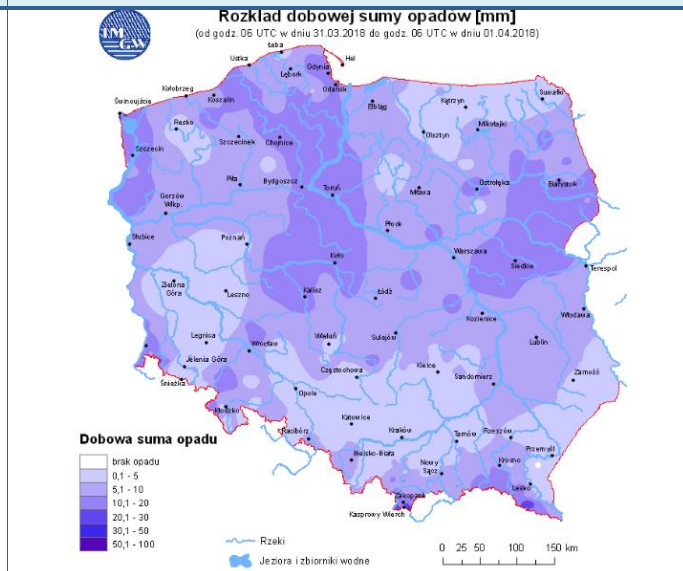 IMGW
Rozkład dobowej sumy opadów [mm]
(od godz. 06 UTC w dniu 31.03.2018 do godz. 06 UTC w dniu 01.04.2018)
Łeba
Ustka
Hel
Gdynia
Lębork
Gdańsk
Kołobrzeg
Koszalin
Suwałki
Świnoujście
Elbląg
Kętrzyn
Resko
Mikołajki
Olsztyn
Szczecinek
Chojnice
Szczecin
Piła
Bydgoszcz
Toruń
Mława
Ostrołęka
Białystok
Gorzów
Wlkp.
Płock
Słubice
Poznań
Koło
Warszawa
Siedlce
Terespol
Zielona
Góra
Leszno
Kalisz
Łódź
Kozienice
Włodawa
Legnica
Wrocław
Wieluń
Sulejów
Lublin
Jelenia Góra
Kielce
Częstochowa
Sandomierz
Zamość
Śnieżka
Opole
Kłodzko
Katowice
Racibórz
Kraków
Tarnów
Rzeszów
Przemyśl
Bielsko-Biała
Nowy
Sącz
Krosno
Lesko
Zakopane
Kasprowy Wierch
Dobowa suma opadu
brak opadu
0,1 - 5
5,1 - 10
10,1 - 20
20,1 - 30
30,1 - 50
50,1 - 100
Rzeki
Jeziora i zbiorniki wodne
0 25 50 100 150 km